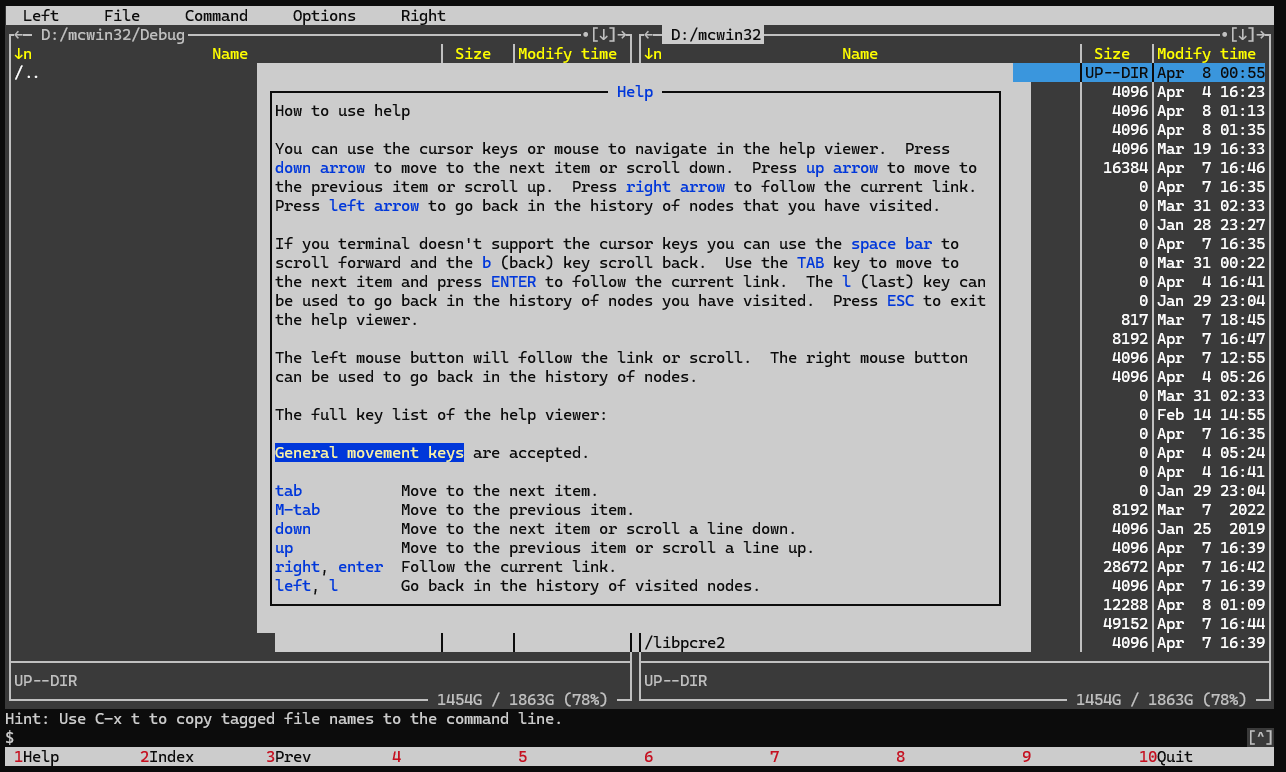 Left File Command Options Right
←— D:/mcwin32/Debug •[↓]→ ←— D:/mcwin32 •[↓]→
↓n Name Size Modify time ↓n Name Size Modify time
/.. UP--DIR Apr 8 00:55
Help 4096 Apr 4 16:23
How to use help 4096 Apr 8 01:13
4096 Apr 8 01:35
You can use the cursor keys or mouse to navigate in the help viewer. Press 4096 Mar 19 16:33
down arrow to move to the next item or scroll down. Press up arrow to move to 16384 Apr 7 16:46
the previous item or scroll up. Press right arrow to follow the current link. 0 Apr 7 16:35
Press left arrow to go back in the history of nodes that you have visited. 0 Mar 31 02:33
0 Jan 28 23:27
If you terminal doesn't support the cursor keys you can use the space bar to 0 Apr 7 16:35
scroll forward and the b (back) key scroll back. Use the TAB key to move to 0 Mar 31 00:22
the next item and press ENTER to follow the current link. The l (last) key can 0 Apr 4 16:41
be used to go back in the history of nodes you have visited. Press ESC to exit 0 Jan 29 23:04
the help viewer. 817 Mar 7 18:45
8192 Apr 7 16:47
The left mouse button will follow the link or scroll. The right mouse button 4096 Apr 7 12:55
can be used to go back in the history of nodes. 4096 Apr 4 05:26
0 Mar 31 02:33
The full key list of the help viewer: 0 Feb 14 14:55
0 Apr 7 16:35
General movement keys are accepted. 0 Apr 4 05:24
0 Apr 4 16:41
tab Move to the next item. 0 Jan 29 23:04
M-tab Move to the previous item. 8192 Mar 7 2022
down Move to the next item or scroll a line down. 4096 Jan 25 2019
up Move to the previous item or scroll a line up. 4096 Apr 7 16:39
right, enter Follow the current link. 28672 Apr 7 16:42
left, l Go back in the history of visited nodes. 4096 Apr 7 16:39
12288 Apr 8 01:09
49152 Apr 7 16:44
/libpcre2 4096 Apr 7 16:39
UP--DIR UP--DIR
1454G / 1863G (78%) 1454G / 1863G (78%)
Hint: Use C-x t to copy tagged file names to the command line.
$ [^]
1Help 2Index 3Prev 4 5 6 7 8 9 10Quit